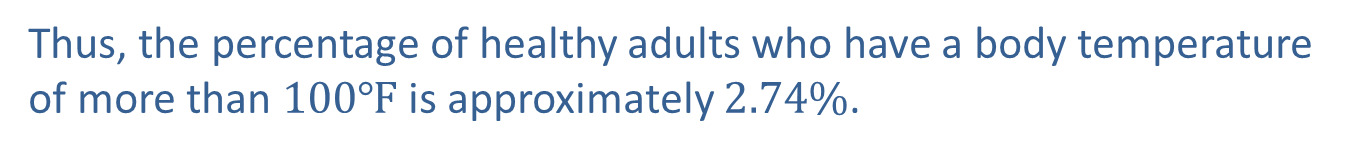 Thus, the percentage of healthy adults who have a body temperature
of more than 100°F is approximately 2.74%.